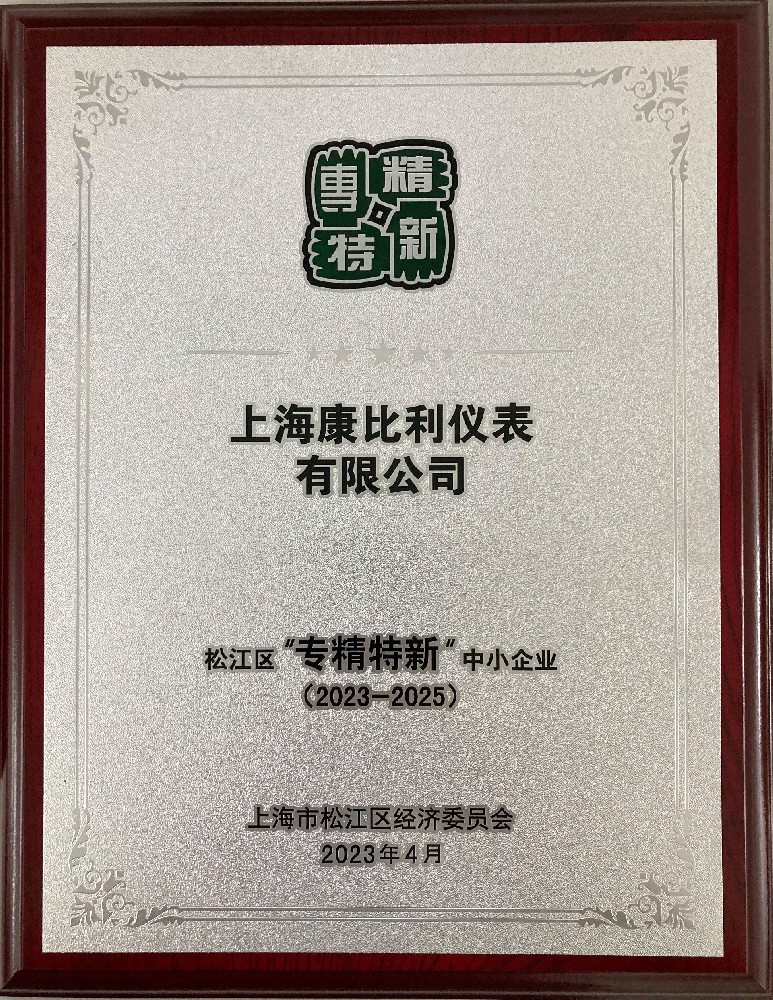 專精
特新
上海康比利仪表
有限公司
松江区“专精特新”中小企业
（2023-2025）
上海市松江区经济委员会
2023年4月